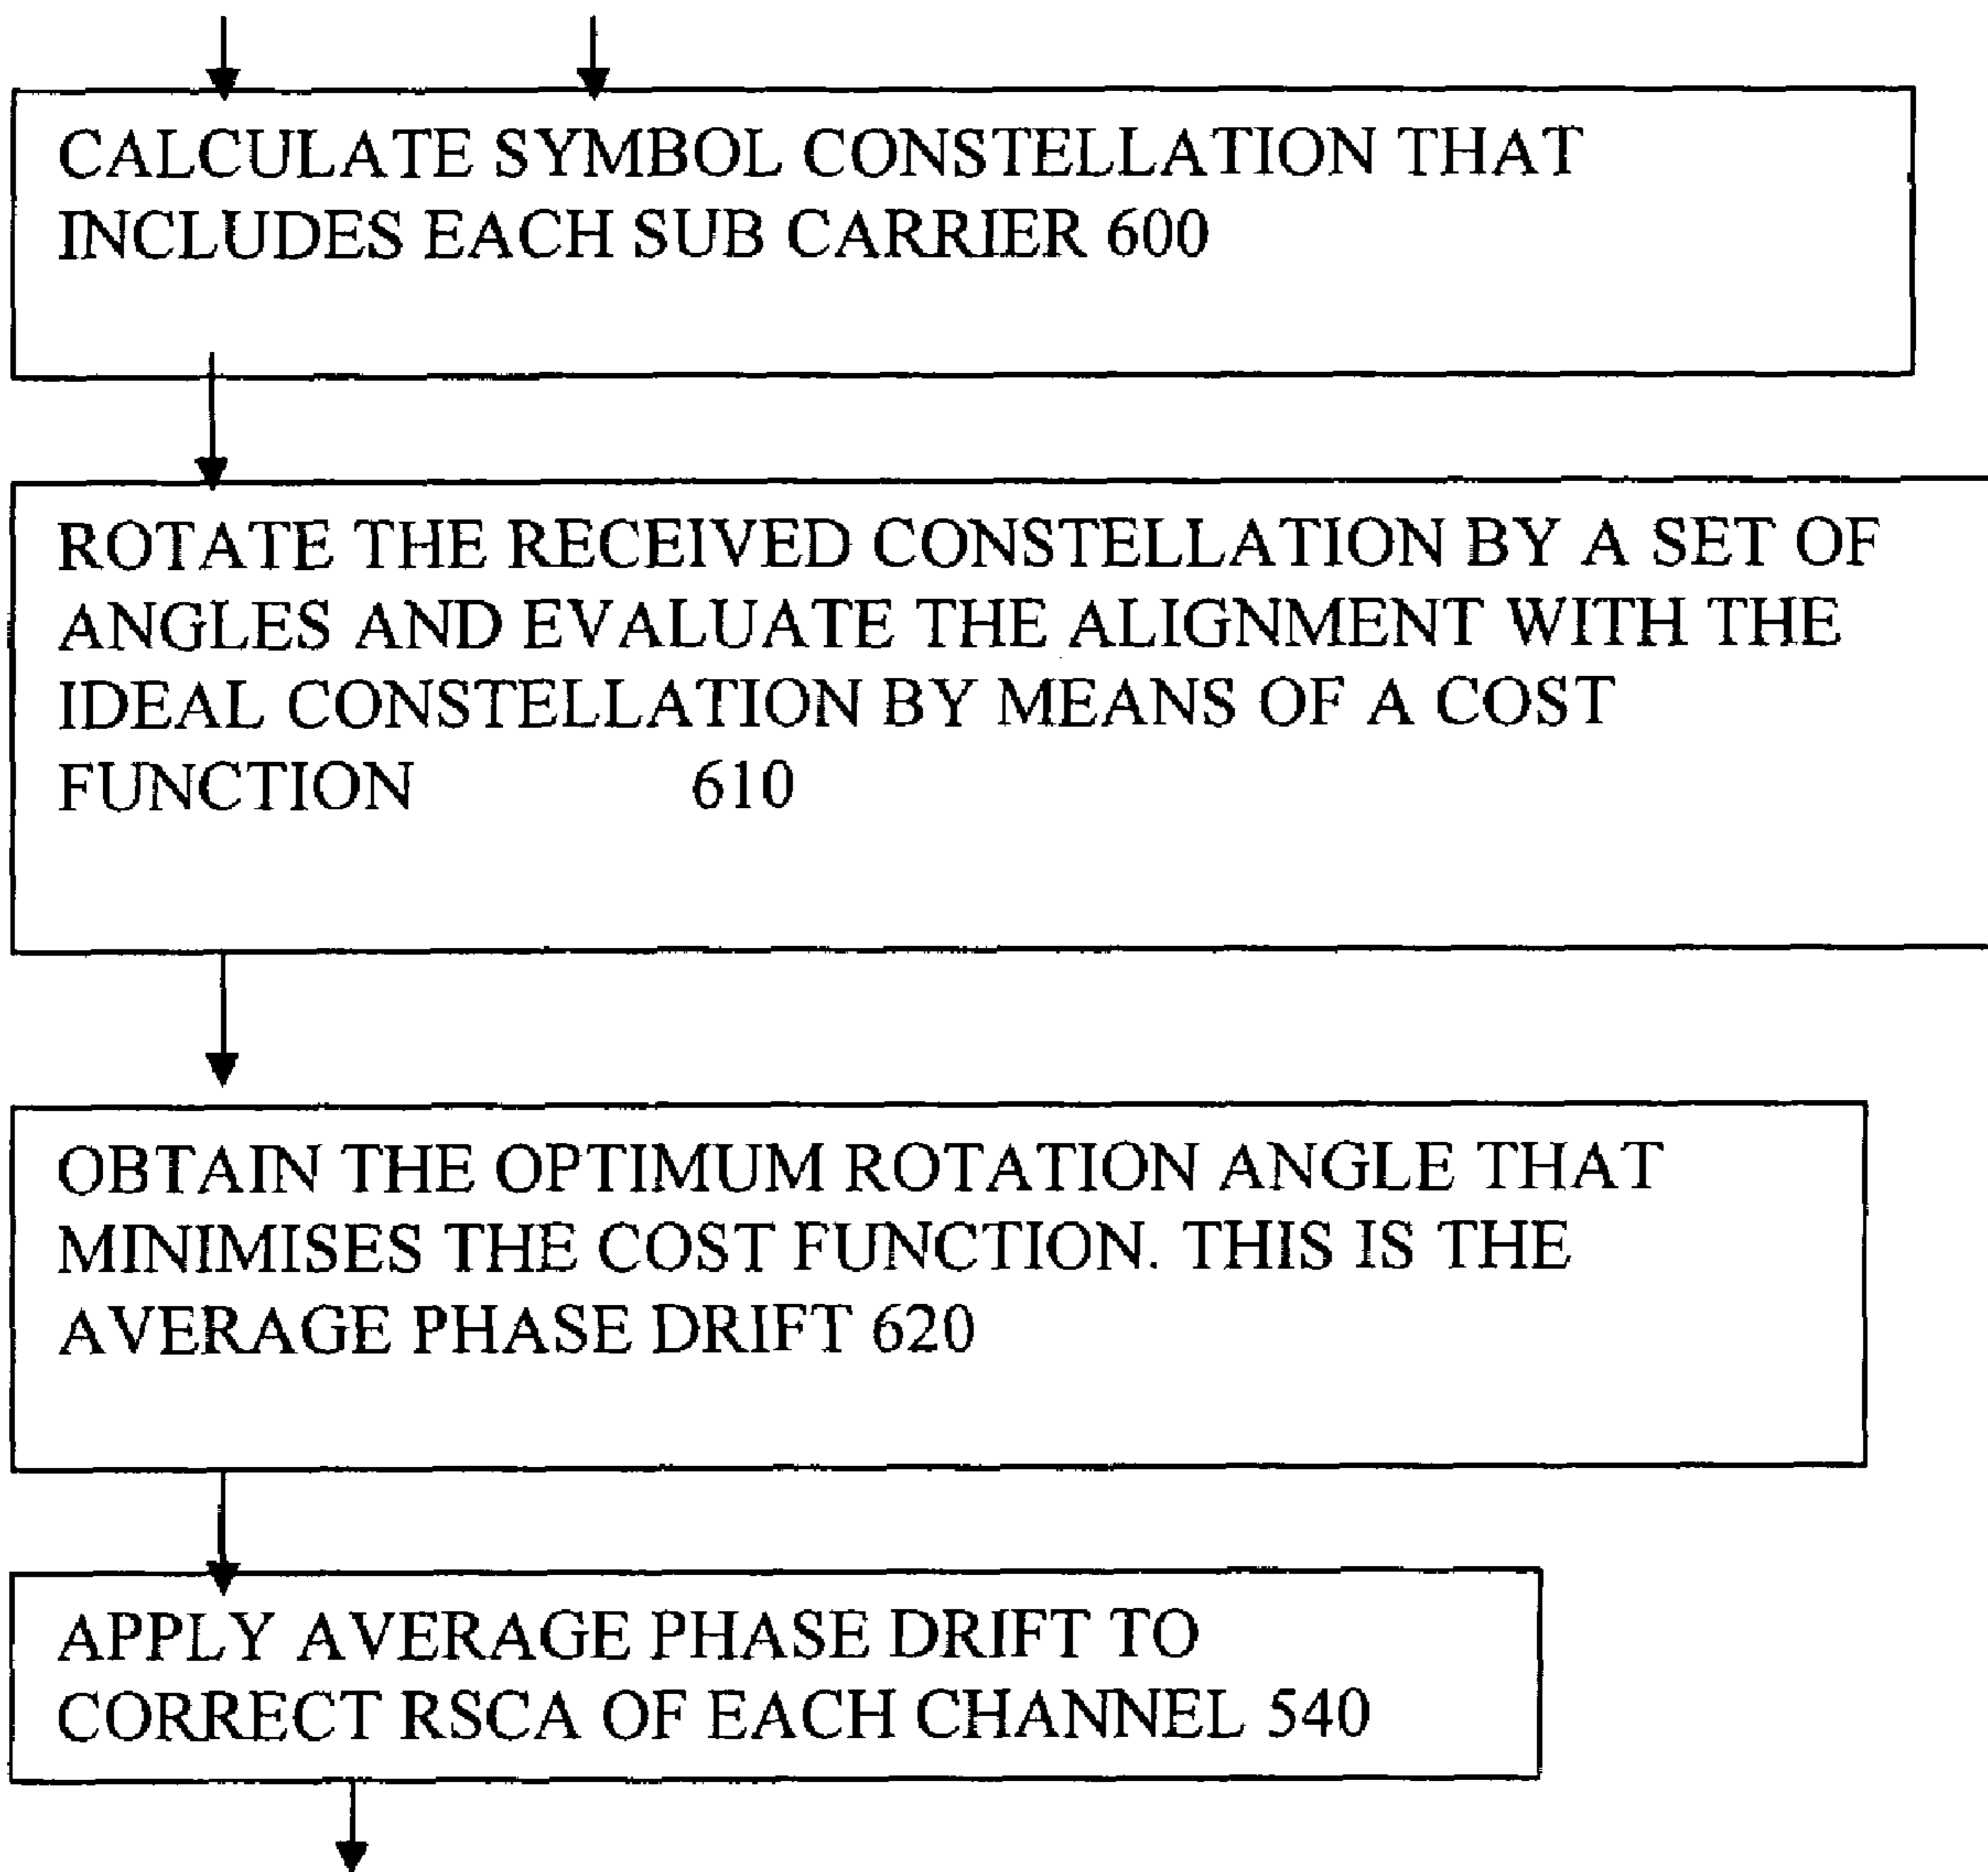 CALCULATE SYMBOL CONSTELLATION THAT
INCLUDES EACH SUB CARRIER 600
ROTATE THE RECEIVED CONSTELLATION BY A SET OF
ANGLES AND EVALUATE THE ALIGNMENT WITH THE
IDEAL CONSTELLATION BY MEANS OF A COST
FUNCTION 610
OBTAIN THE OPTIMUM ROTATION ANGLE THAT
MINIMISES THE COST FUNCTION. THIS IS THE
AVERAGE PHASE DRIFT 620
APPLY AVERAGE PHASE DRIFT TO
CORRECT RSCA OF EACH CHANNEL 540